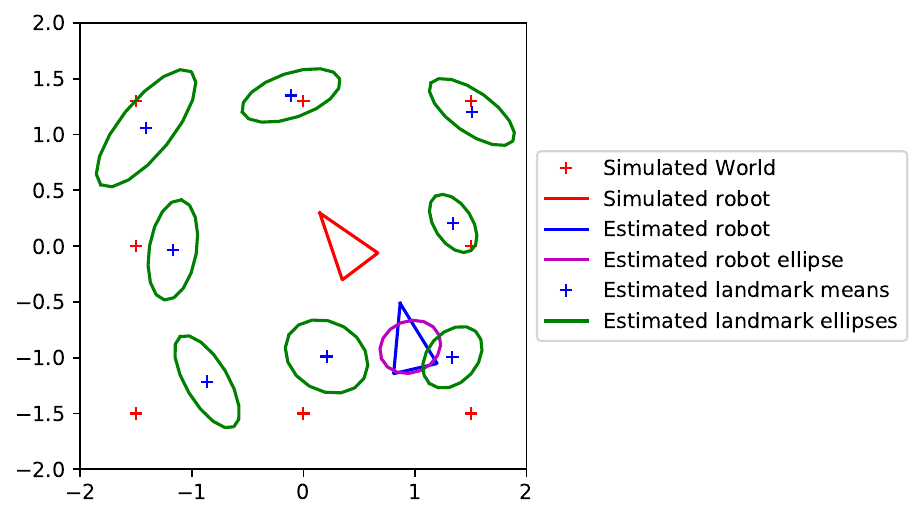 2.0
1.5
1.0
0.5
0.0
−0.5
−1.0
−1.5
−2.0
−2
−1
0
1
2
Simulated World
Simulated robot
Estimated robot
Estimated robot ellipse
Estimated landmark means
Estimated landmark ellipses